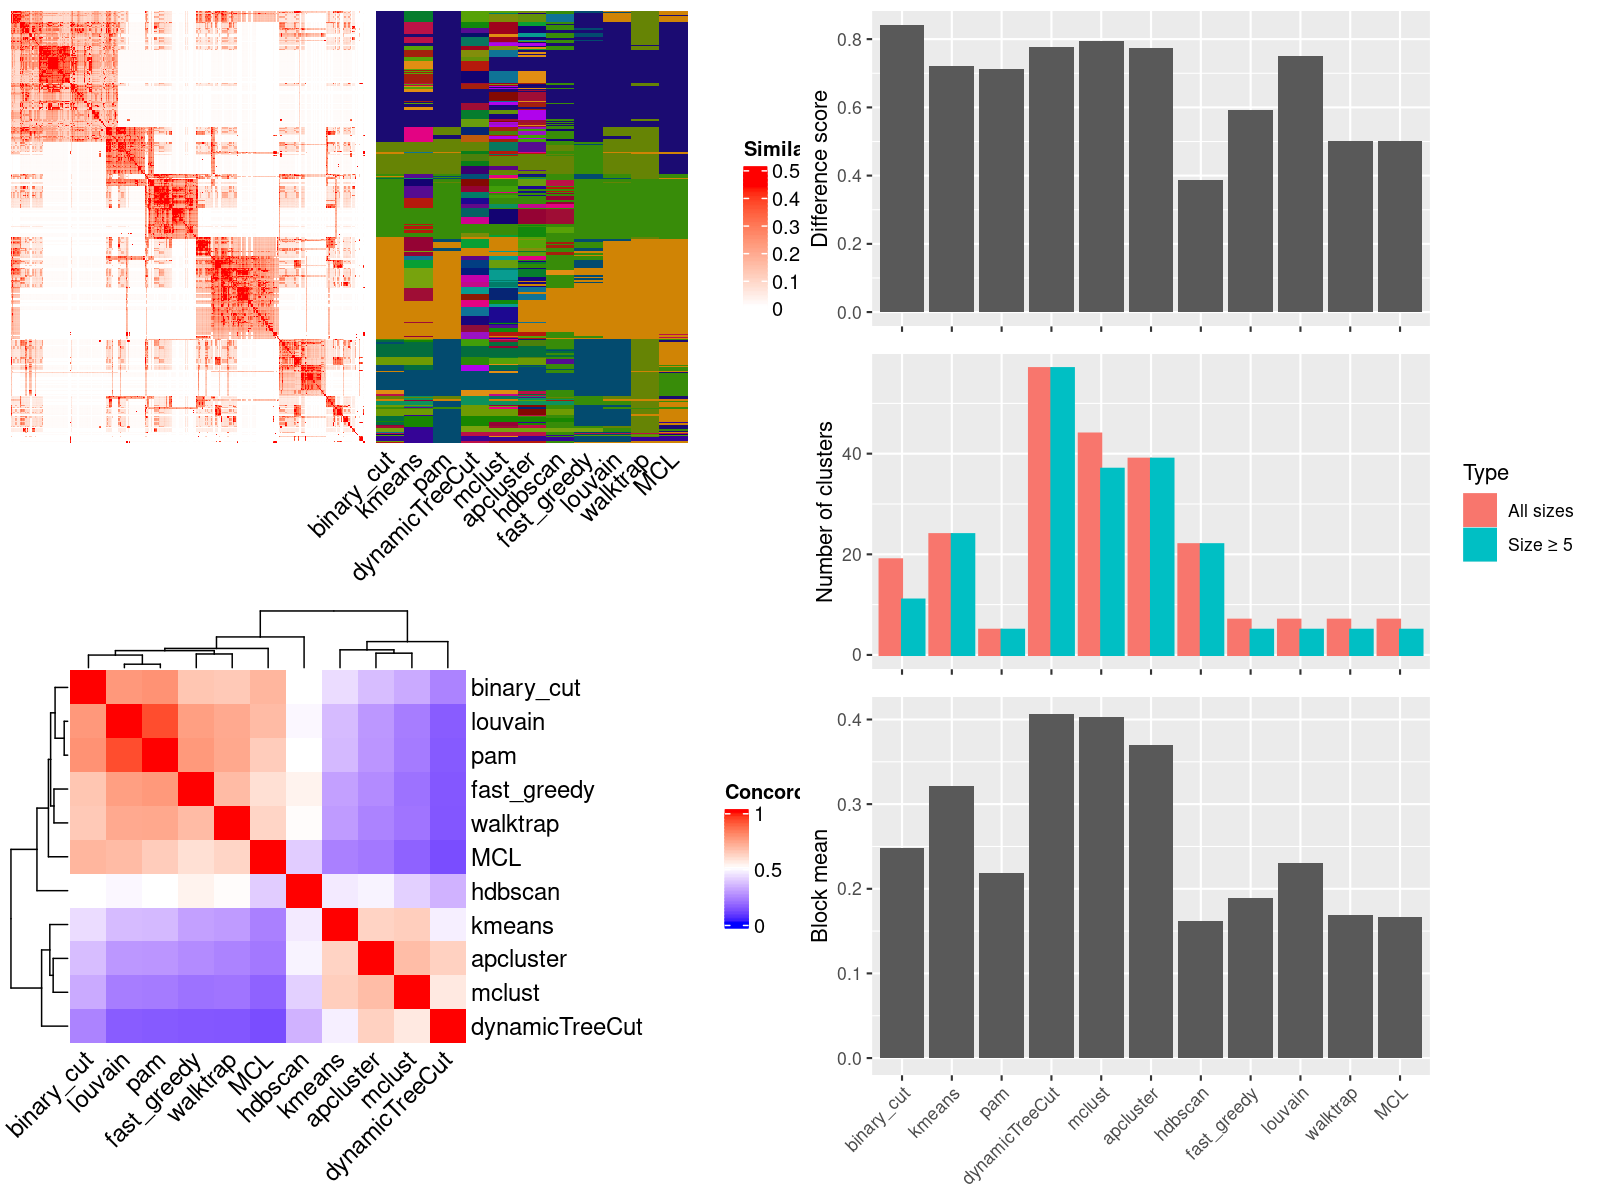 Simila
0.5
0.4
0.3
0.2
0.1
0
binary_cut
kmeans
pam
dynamicTreeCut
mclust
apcluster
hdbscan
fast_greedy
louvain
walktrap
MCL
binary_cut
louvain
pam
fast_greedy
walktrap
MCL
hdbscan
kmeans
apcluster
mclust
dynamicTreeCut
binary_cut
louvain
pam
fast_greedy
walktrap
MCL
hdbscan
kmeans
apcluster
mclust
dynamicTreeCut
Concord
1
0.5
0
Difference score
0.8
0.6
0.4
0.2
0.0
Number of clusters
40
20
0
Type
All sizes
Size ≥ 5
Block mean
0.4
0.3
0.2
0.1
0.0
binary_cut
kmeans
pam
dynamicTreeCut
mclust
apcluster
hdbscan
fast_greedy
louvain
walktrap
MCL